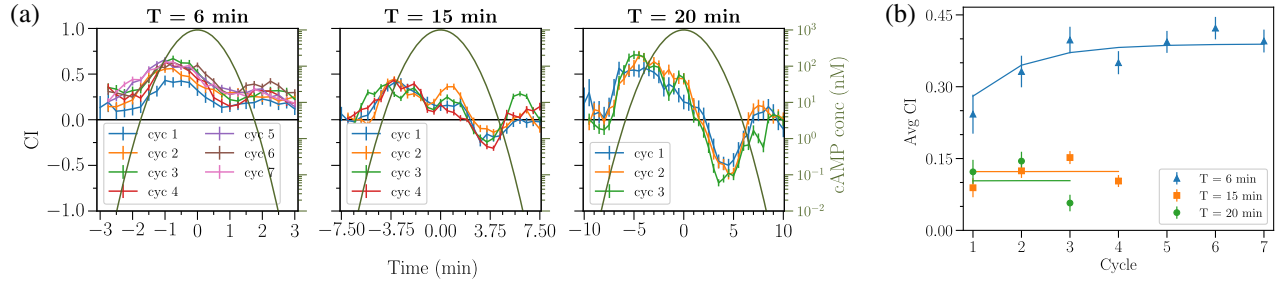 (a)
T = 6 min
T = 15 min
T = 20 min
(b)
CI
1.0
0.5
0.0
−0.5
−1.0
cyc 1
cyc 2
cyc 3
cyc 4
cyc 5
cyc 6
cyc 7
−3 −2 −1 0 1 2 3
cyc 1
cyc 2
cyc 3
cyc 4
−7.50 −3.75 0.00 3.75 7.50
cyc 1
cyc 2
cyc 3
−10 −5 0 5 10
10³
10²
10¹
10⁰
10⁻¹
10⁻²
cAMP conc (nM)
Time (min)
Avg CI
0.45
0.30
0.15
0.00
T = 6 min
T = 15 min
T = 20 min
1 2 3 4 5 6 7
Cycle